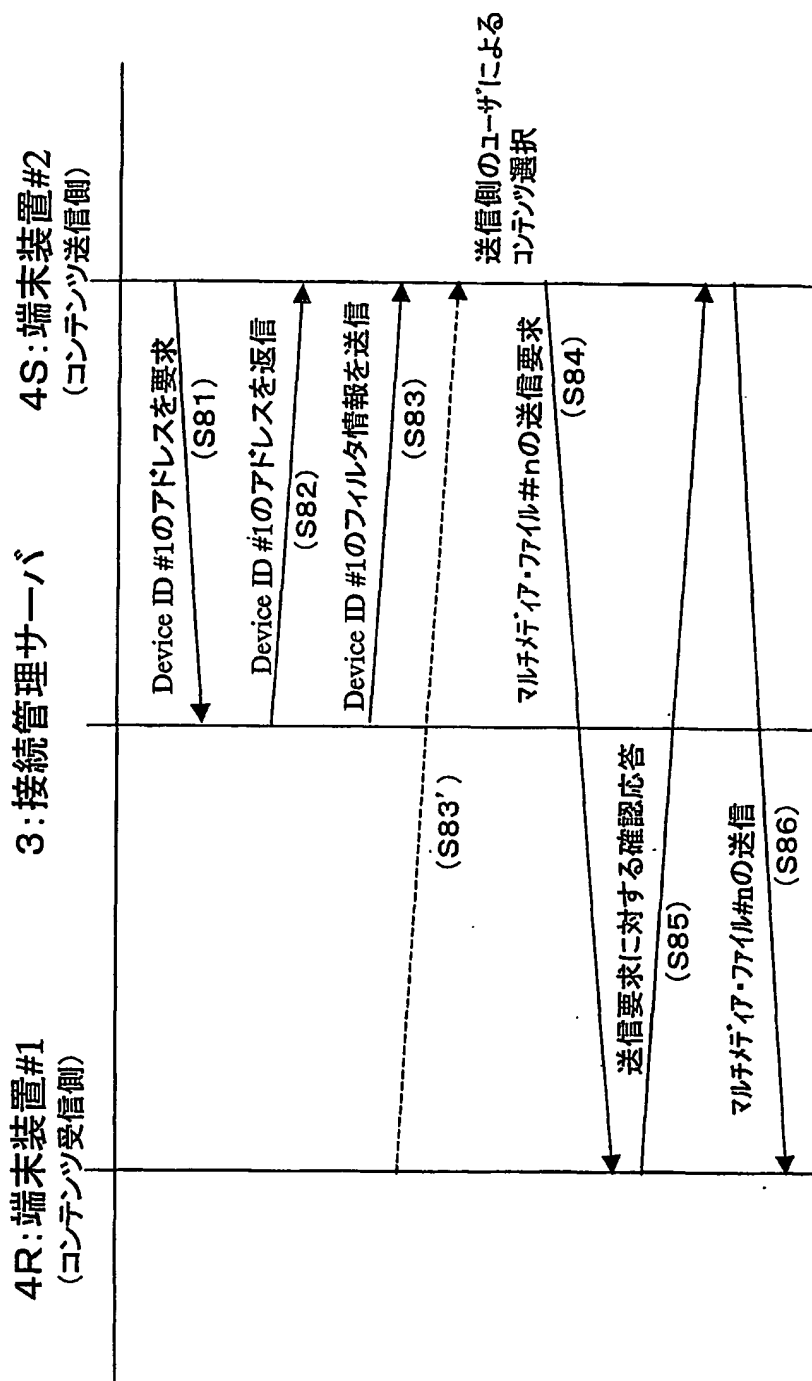 4R:端末装置#1
(コンテンツ受信側)
3:接続管理サーバ
4S:端末装置#2
(コンテンツ送信側)
Device ID #1のアドレスを要求
(S81)
Device ID #1のアドレスを返信
(S82)
Device ID #1のフィルタ情報を送信
(S83)
(S83')
送信側のユーザによる
コンテンツ選択
マルチメディア・ファイル#nの送信要求
(S84)
送信要求に対する確認応答
(S85)
マルチメディア・ファイル#nの送信
(S86)